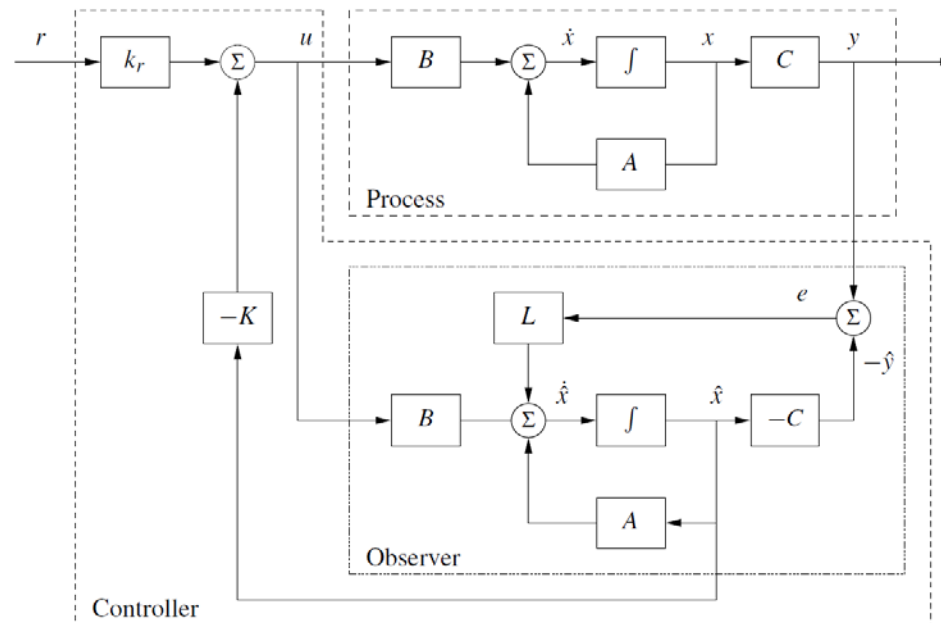 r
k_r
Σ
u
B
Σ
ẋ
∫
x
C
y
A
Process
−K
L
e
Σ
−ŷ
B
Σ
x̂̇
∫
x̂
−C
A
Observer
Controller